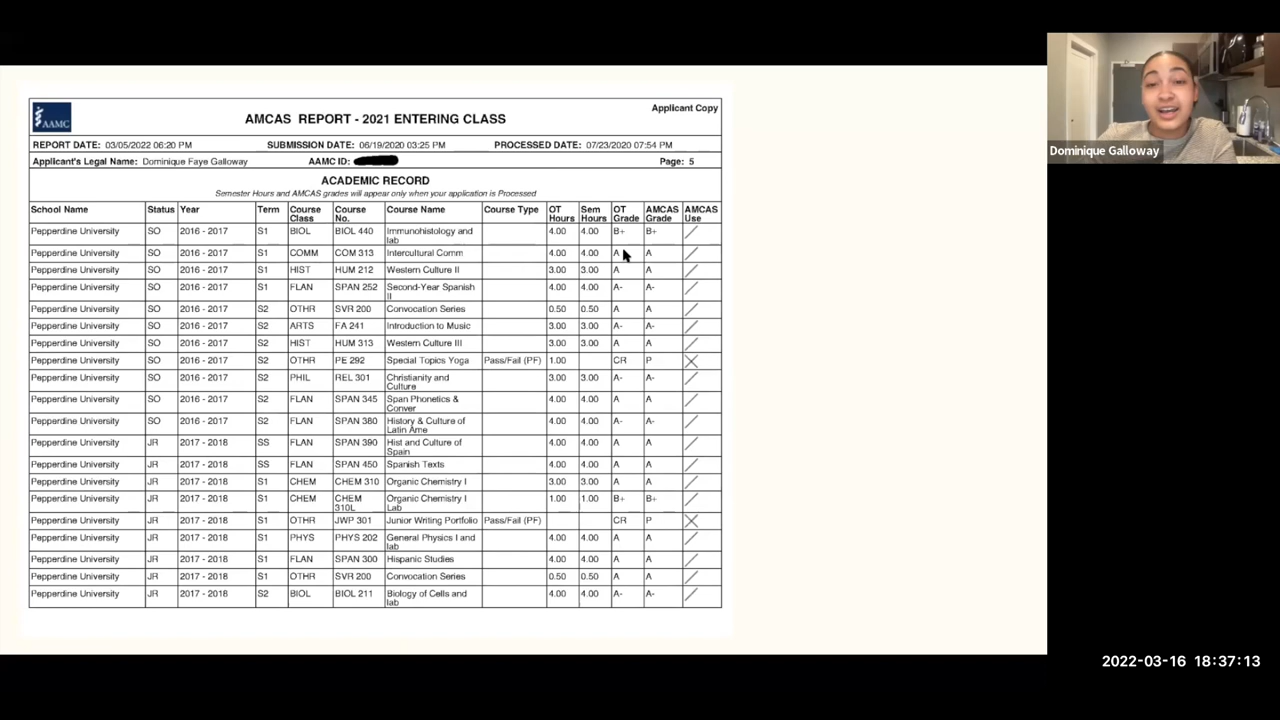 AAMC
Applicant Copy
AMCAS REPORT - 2021 ENTERING CLASS
REPORT DATE: 03/05/2022 06:20 PM SUBMISSION DATE: 06/19/2020 03:25 PM PROCESSED DATE: 07/23/2020 07:54 PM
Applicant's Legal Name: Dominique Faye Galloway AAMC ID: Page: 5
ACADEMIC RECORD
Semester Hours and AMCAS grades will appear only when your application is Processed
School Name Status Year Term Course Class Course No. Course Name Course Type OT Hours Sem Hours OT Grade AMCAS Grade AMCAS Use
Pepperdine University SO 2016 - 2017 S1 BIOL BIOL 440 Immunohistology and lab 4.00 4.00 B+ B+
Pepperdine University SO 2016 - 2017 S1 COMM COM 313 Intercultural Comm 4.00 4.00 A A
Pepperdine University SO 2016 - 2017 S1 HIST HUM 212 Western Culture II 3.00 3.00 A A
Pepperdine University SO 2016 - 2017 S1 FLAN SPAN 252 Second-Year Spanish II 4.00 4.00 A- A-
Pepperdine University SO 2016 - 2017 S2 OTHR SVR 200 Convocation Series 0.50 0.50 A A
Pepperdine University SO 2016 - 2017 S2 ARTS FA 241 Introduction to Music 3.00 3.00 A- A-
Pepperdine University SO 2016 - 2017 S2 HIST HUM 313 Western Culture III 3.00 3.00 A A
Pepperdine University SO 2016 - 2017 S2 OTHR PE 292 Special Topics Yoga Pass/Fail (PF) 1.00 CR P
Pepperdine University SO 2016 - 2017 S2 PHIL REL 301 Christianity and Culture 3.00 3.00 A- A-
Pepperdine University SO 2016 - 2017 S2 FLAN SPAN 345 Span Phonetics & Conver 4.00 4.00 A A
Pepperdine University SO 2016 - 2017 S2 FLAN SPAN 380 History & Culture of Latin Ame 4.00 4.00 A- A-
Pepperdine University JR 2017 - 2018 SS FLAN SPAN 390 Hist and Culture of Spain 4.00 4.00 A A
Pepperdine University JR 2017 - 2018 SS FLAN SPAN 450 Spanish Texts 4.00 4.00 A A
Pepperdine University JR 2017 - 2018 S1 CHEM CHEM 310 Organic Chemistry I 3.00 3.00 A A
Pepperdine University JR 2017 - 2018 S1 CHEM CHEM 310L Organic Chemistry I Lab 1.00 1.00 B+ B+
Pepperdine University JR 2017 - 2018 S1 OTHR JWP 301 Junior Writing Portfolio Pass/Fail (PF) CR P
Pepperdine University JR 2017 - 2018 S1 PHYS PHYS 202 General Physics I and lab 4.00 4.00 A A
Pepperdine University JR 2017 - 2018 S1 FLAN SPAN 300 Hispanic Studies 4.00 4.00 A A
Pepperdine University JR 2017 - 2018 S1 OTHR SVR 200 Convocation Series 0.50 0.50 A A
Pepperdine University JR 2017 - 2018 S2 BIOL BIOL 211 Biology of Cells and lab 4.00 4.00 A- A-
Dominique Galloway
2022-03-16 18:37:13